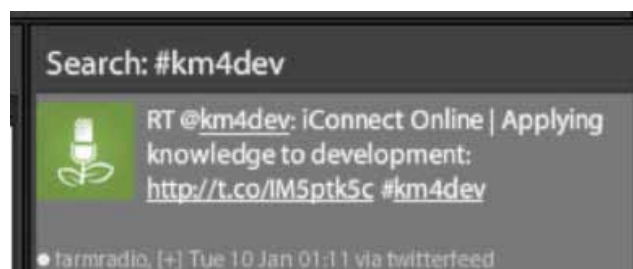 Search: #km4dev
RT @km4dev: iConnect Online | Applying
knowledge to development:
http://t.co/IM5ptk5c #km4dev
farmradio, [+] Tue 10 Jan 01:11 via twitterfeed